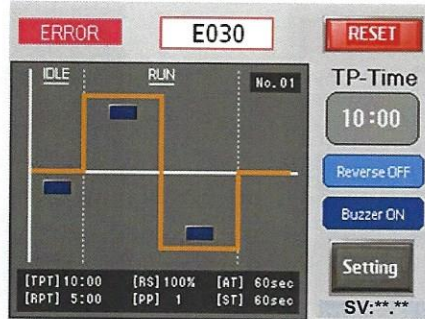 ERROR E030 RESET
IDLE RUN No.01
TP-Time
10:00
Reverse OFF
Buzzer ON
Setting
[TPT] 10:00 [RS] 100% [AT] 60sec
[RPT] 5:00 [PP] 1 [ST] 60sec
SV:**.**